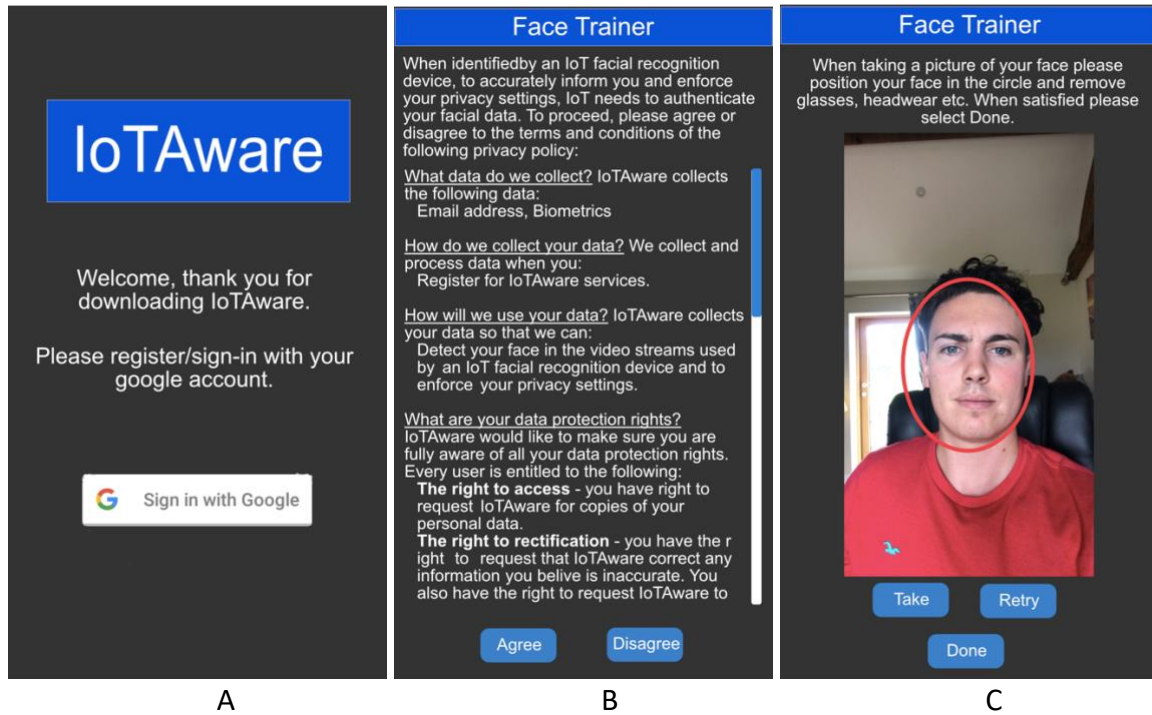 IoTAware
Welcome, thank you for
downloading IoTAware.
Please register/sign-in with your
google account.
Sign in with Google
A
Face Trainer
When identifiedby an IoT facial recognition
device, to accurately inform you and enforce
your privacy settings, IoT needs to authenticate
your facial data. To proceed, please agree or
disagree to the terms and conditions of the
following privacy policy:
What data do we collect? IoTAware collects
the following data:
Email address, Biometrics
How do we collect your data? We collect and
process data when you:
Register for IoTAware services.
How will we use your data? IoTAware collects
your data so that we can:
Detect your face in the video streams used
by an IoT facial recognition device and to
enforce your privacy settings.
What are your data protection rights?
IoTAware would like to make sure you are
fully aware of all your data protection rights.
Every user is entitled to the following:
The right to access - you have right to
request IoTAware for copies of your
personal data.
The right to rectification - you have the r
ight to request that IoTAware correct any
information you belive is inaccurate. You
also have the right to request IoTAware to
Agree
Disagree
B
Face Trainer
When taking a picture of your face please
position your face in the circle and remove
glasses, headwear etc. When satisfied please
select Done.
Take
Retry
Done
C